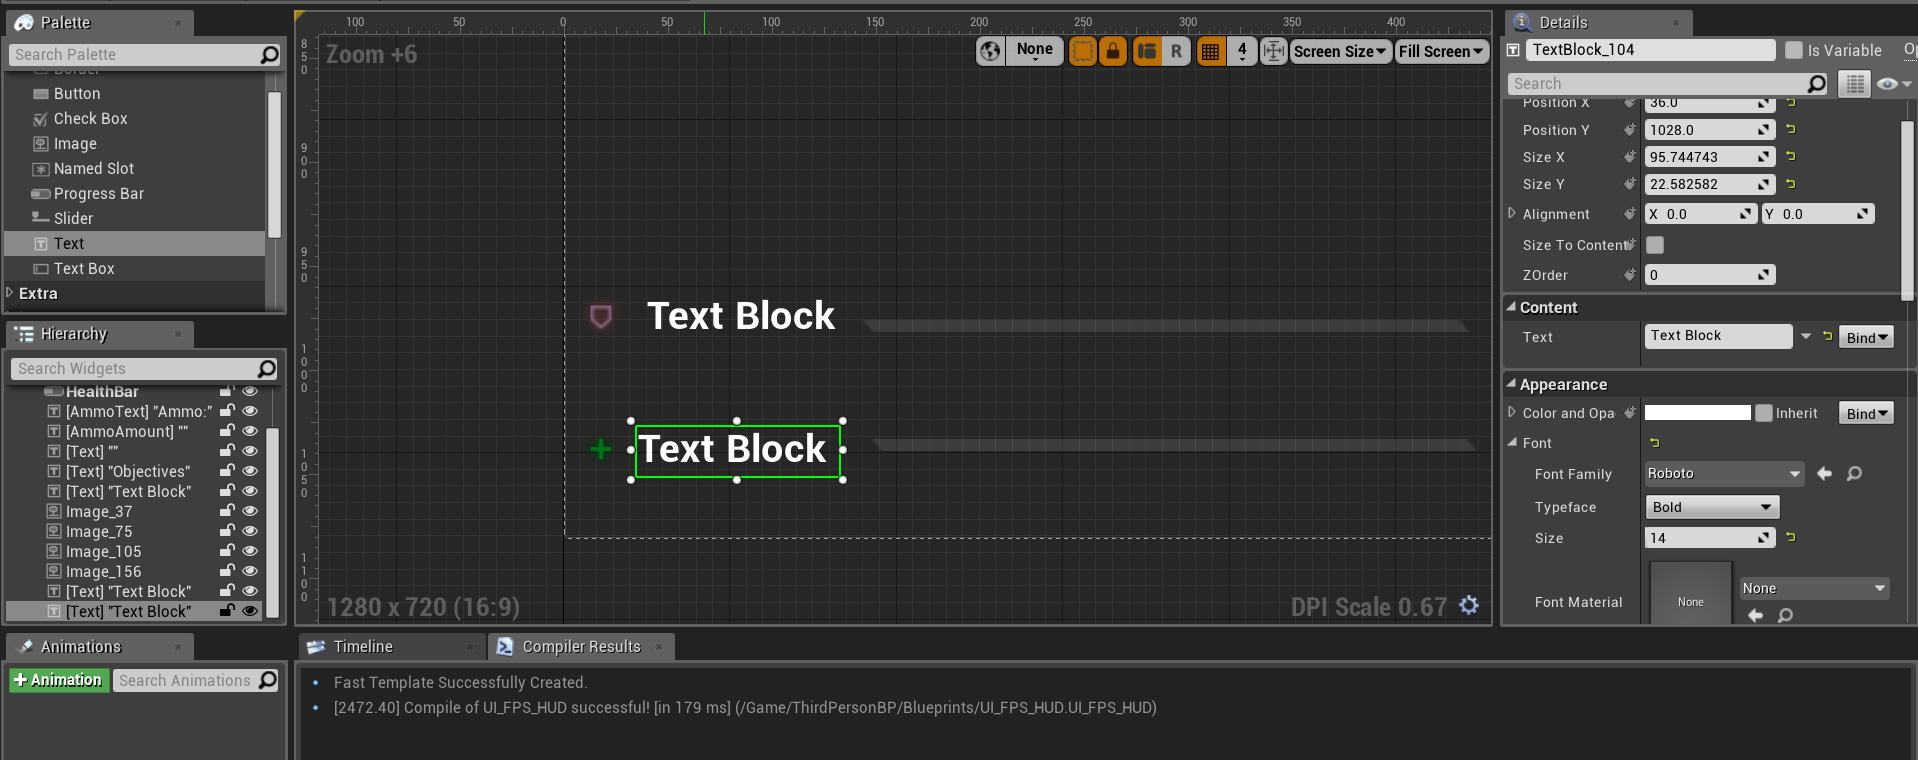 Palette
Search Palette
Border
Button
Check Box
Image
Named Slot
Progress Bar
Slider
Text
Text Box
Extra
Hierarchy
Search Widgets
HealthBar
[AmmoText] "Ammo:"
[AmmoAmount] ""
[Text] ""
[Text] "Objectives"
[Text] "Text Block"
Image_37
Image_75
Image_105
Image_156
[Text] "Text Block"
[Text] "Text Block"
Animations
+ Animation
Search Animations
100 50 0 50 100 150 200 250 300 350 400
850
900
950
1000
1050
1100
Zoom +6
None
R
4
Screen Size
Fill Screen
Text Block
Text Block
1280 x 720 (16:9)
DPI Scale 0.67
Timeline
Compiler Results
• Fast Template Successfully Created.
• [2472.40] Compile of UI_FPS_HUD successful! [in 179 ms] (/Game/ThirdPersonBP/Blueprints/UI_FPS_HUD.UI_FPS_HUD)
Details
TextBlock_104
Is Variable
Search
Position X 36.0
Position Y 1028.0
Size X 95.744743
Size Y 22.582582
Alignment X 0.0 Y 0.0
Size To Content
ZOrder 0
Content
Text Text Block Bind
Appearance
Color and Opa Inherit Bind
Font
Font Family Roboto
Typeface Bold
Size 14
Font Material None None